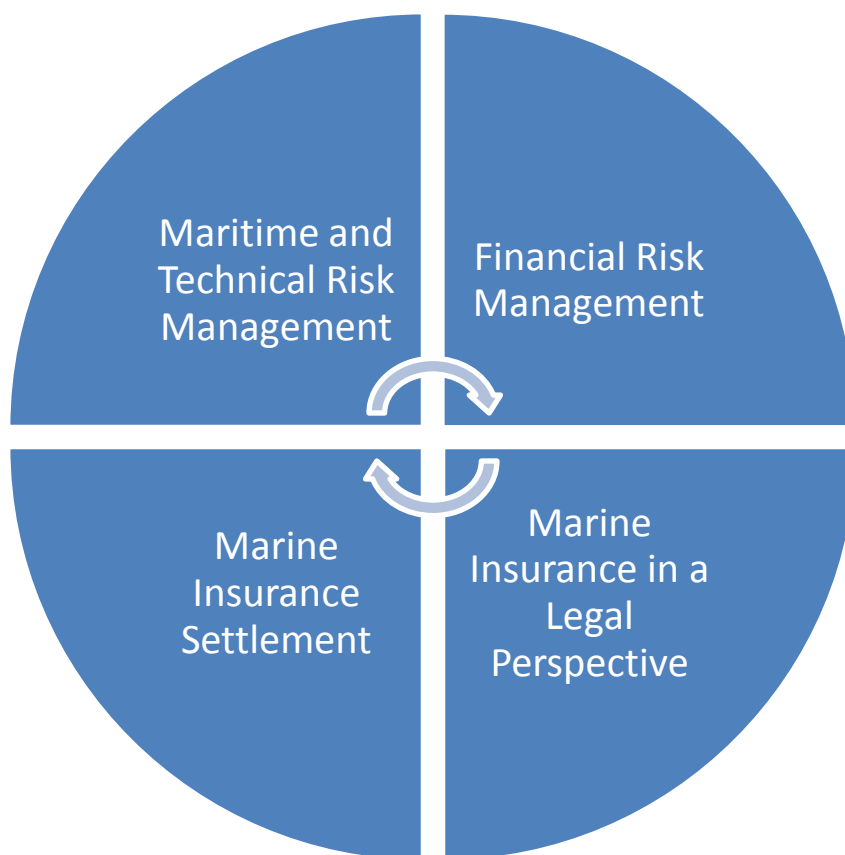 Maritime and
Technical Risk
Management
Financial Risk
Management
Marine
Insurance
Settlement
Marine
Insurance in a
Legal
Perspective